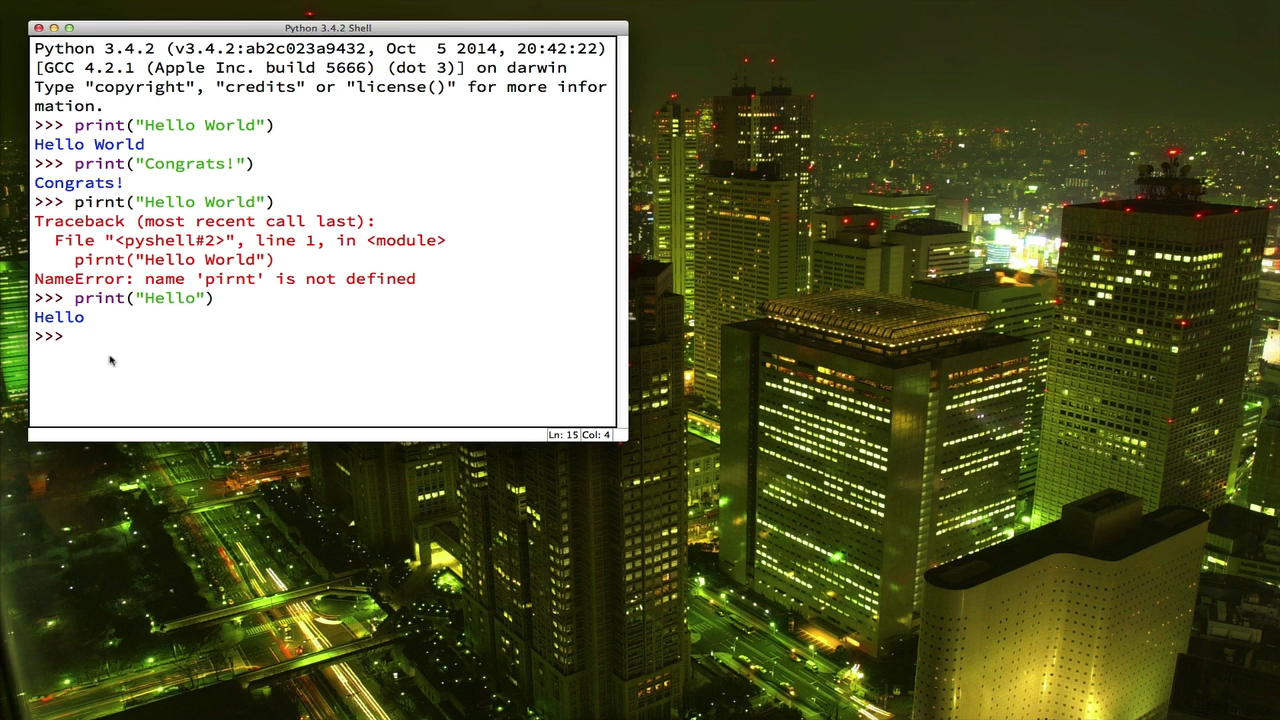 Python 3.4.2 Shell
Python 3.4.2 (v3.4.2:ab2c023a9432, Oct  5 2014, 20:42:22)
[GCC 4.2.1 (Apple Inc. build 5666) (dot 3)] on darwin
Type "copyright", "credits" or "license()" for more infor
mation.
>>> print("Hello World")
Hello World
>>> print("Congrats!")
Congrats!
>>> pirnt("Hello World")
Traceback (most recent call last):
  File "<pyshell#2>", line 1, in <module>
    pirnt("Hello World")
NameError: name 'pirnt' is not defined
>>> print("Hello")
Hello
>>>
Ln: 15 Col: 4